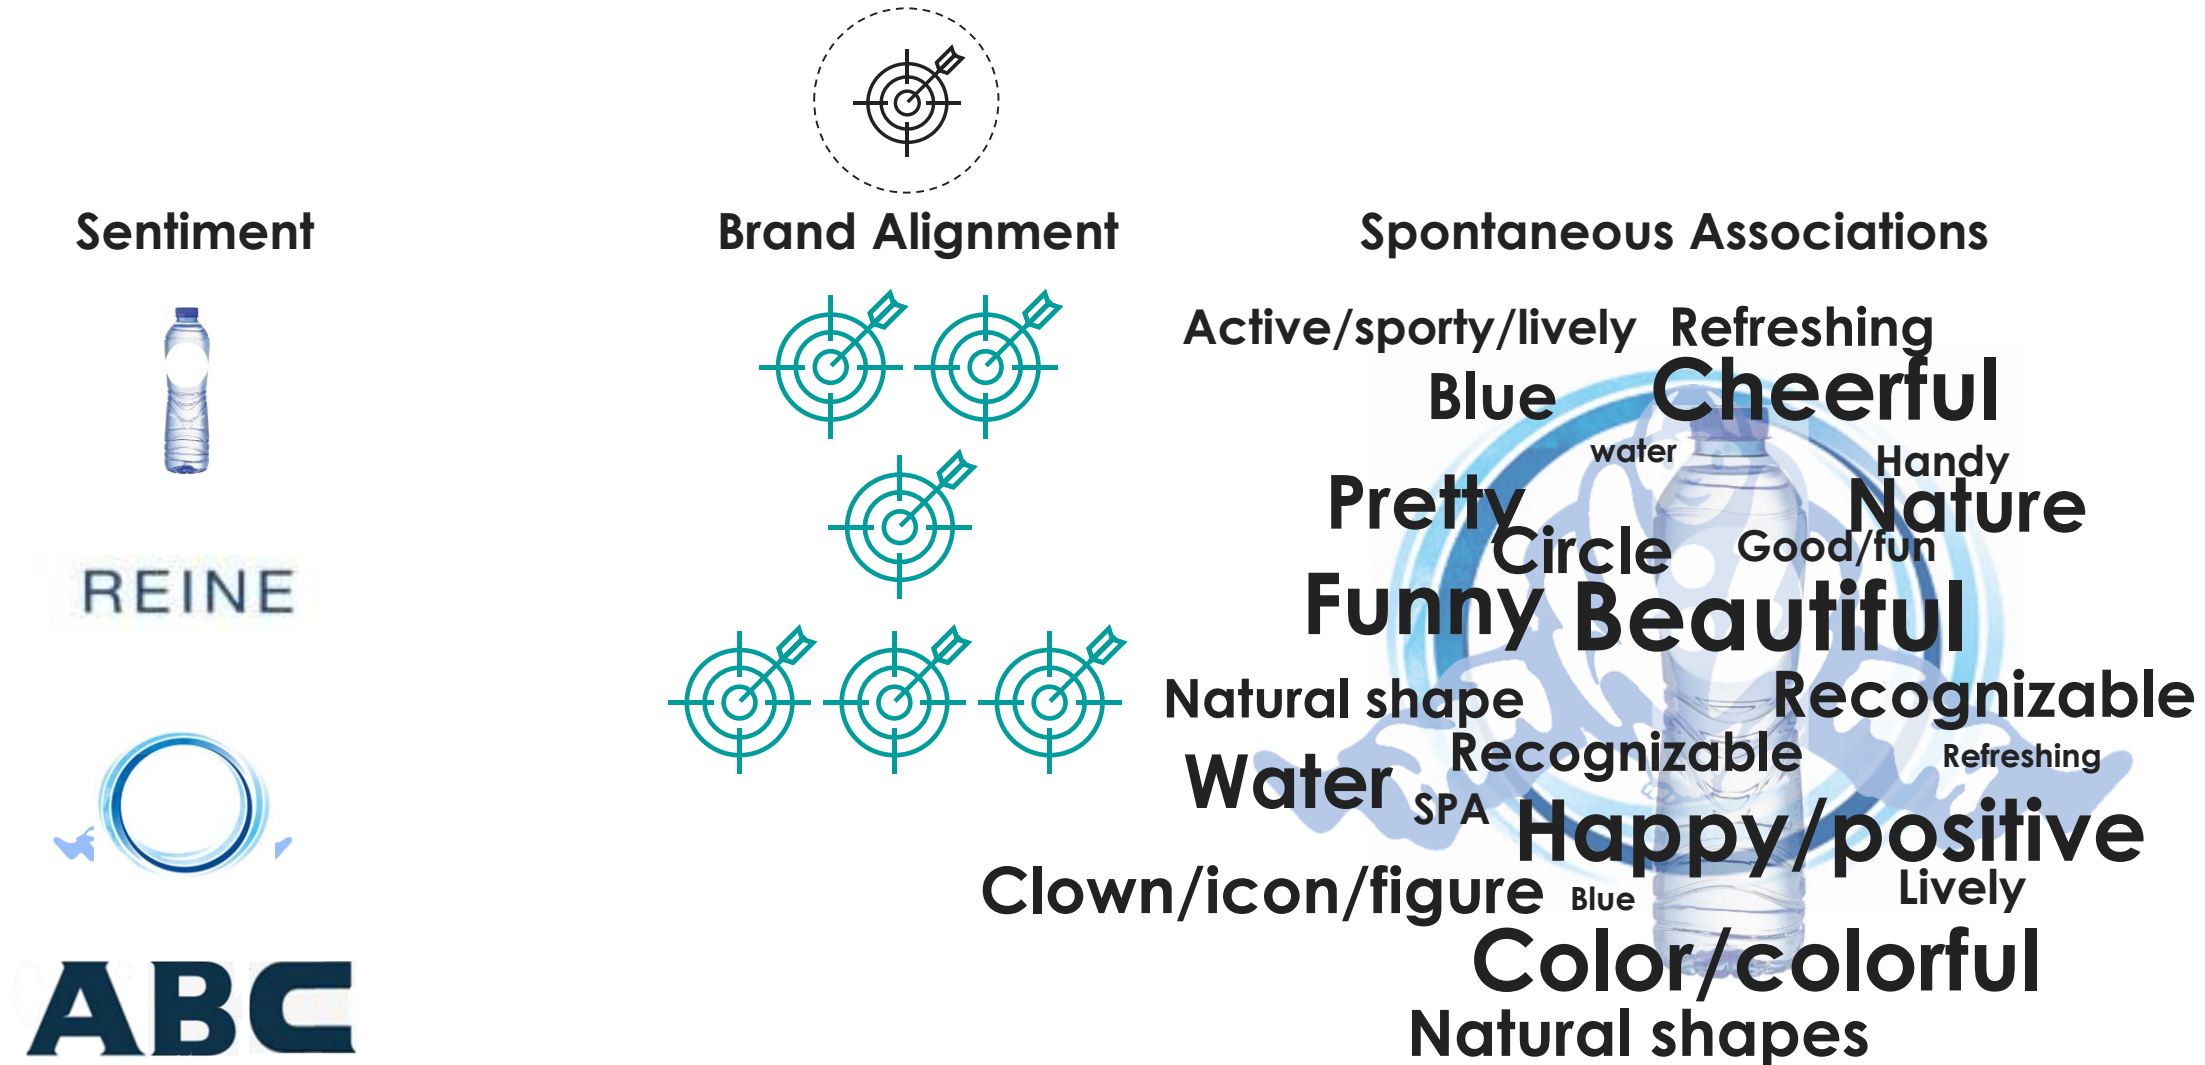 Sentiment
Brand Alignment
Spontaneous Associations
REINE
ABC
Active/sporty/lively
Refreshing
Blue
Cheerful
water
Handy
Pretty
Nature
Circle
Good/fun
Funny
Beautiful
Natural shape
Recognizable
Recognizable
Refreshing
Water
SPA
Happy/positive
Clown/icon/figure
Blue
Lively
Color/colorful
Natural shapes